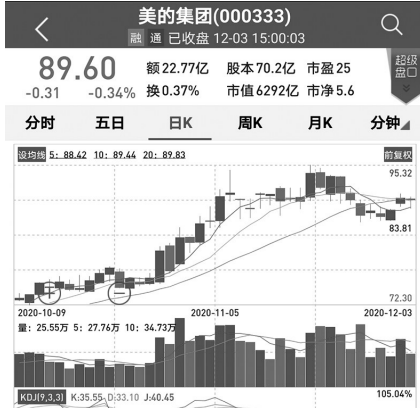 美的集团(000333)
融 通 已收盘 12-03 15:00:03
89.60
-0.31 -0.34%
额22.77亿 股本70.2亿 市盈25
换0.37% 市值6292亿 市净5.6
超级
盘口
分时 五日 日K 周K 月K 分钟
设均线 5: 88.42 10: 89.44 20: 89.83 前复权
95.32
83.81
72.30
2020-10-09 2020-11-05 2020-12-03
量: 25.55万 5: 27.76万 10: 34.73万
KDJ(9,3,3) K:35.55 D:33.10 J:40.45 105.04%